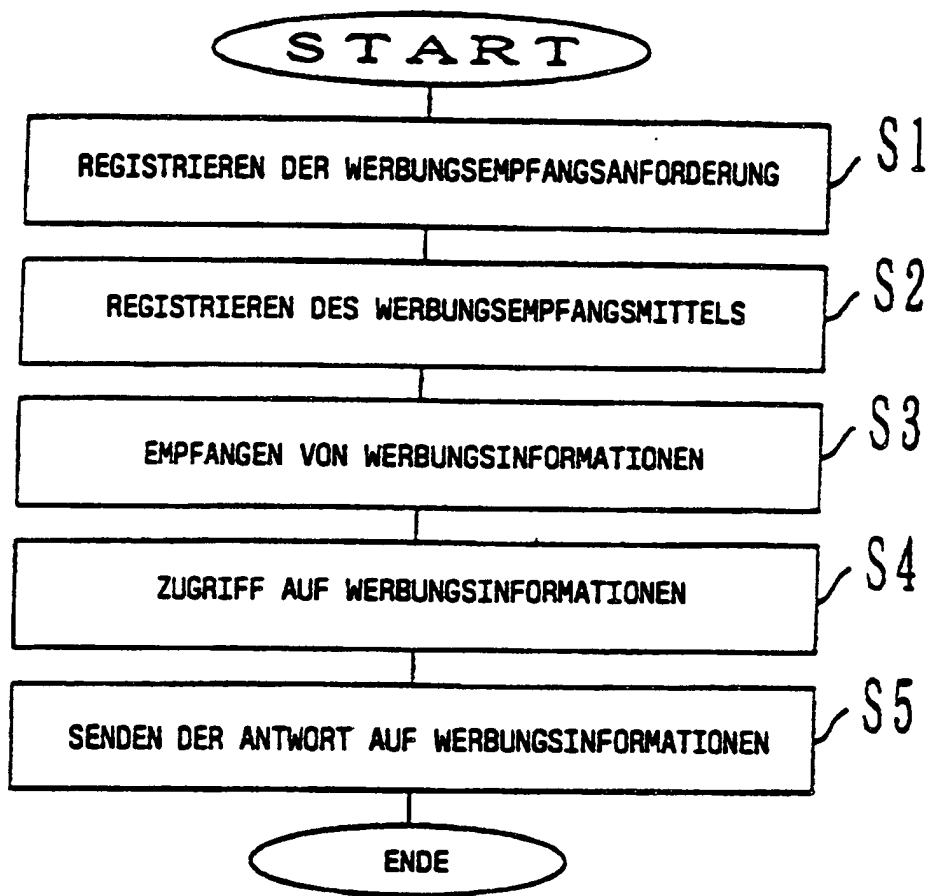 START
REGISTRIEREN DER WERBUNGSEMPFANGSANFORDERUNG
S1
REGISTRIEREN DES WERBUNGSEMPFANGSMITTELS
S2
EMPFANGEN VON WERBUNGSINFORMATIONEN
S3
ZUGRIFF AUF WERBUNGSINFORMATIONEN
S4
SENDEN DER ANTWORT AUF WERBUNGSINFORMATIONEN
S5
ENDE